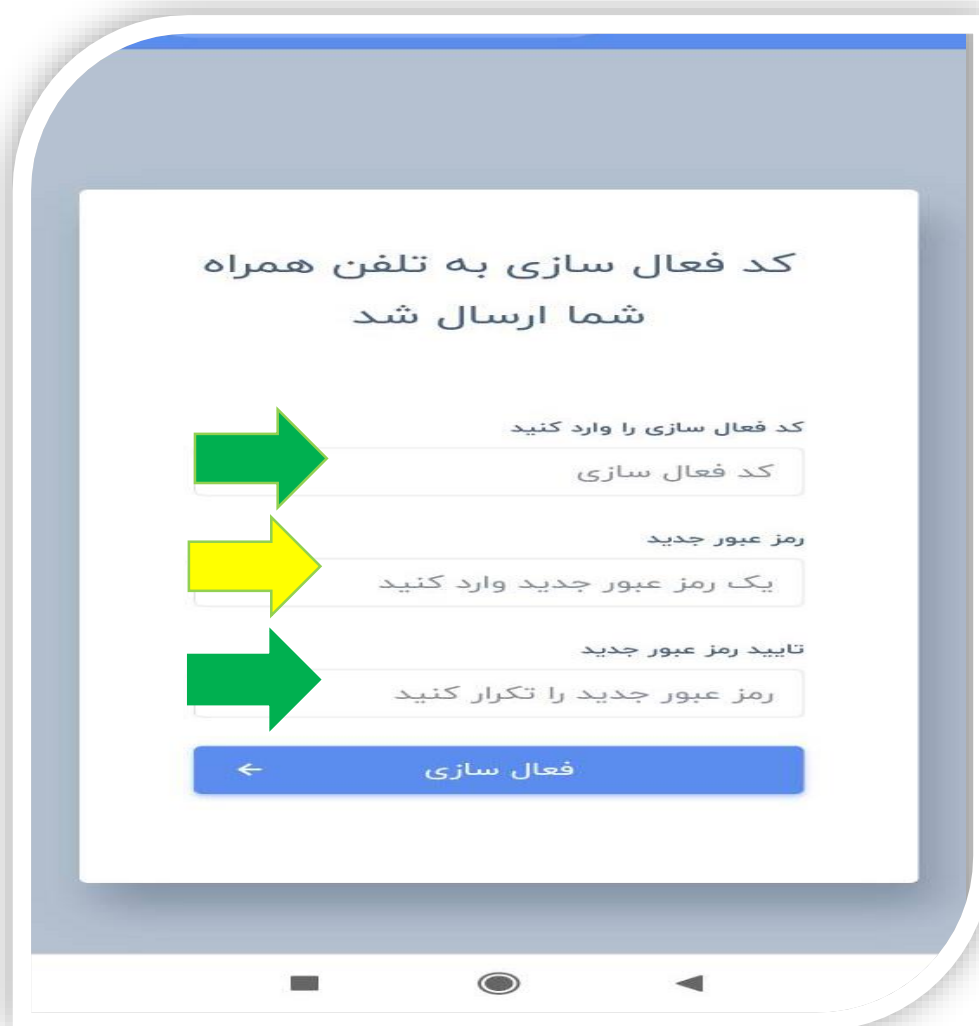 کد فعال سازی به تلفن همراه
شما ارسال شد
کد فعال سازی را وارد کنید
کد فعال سازی
رمز عبور جدید
یک رمز عبور جدید وارد کنید
تایید رمز عبور جدید
رمز عبور جدید را تکرار کنید
فعال سازی